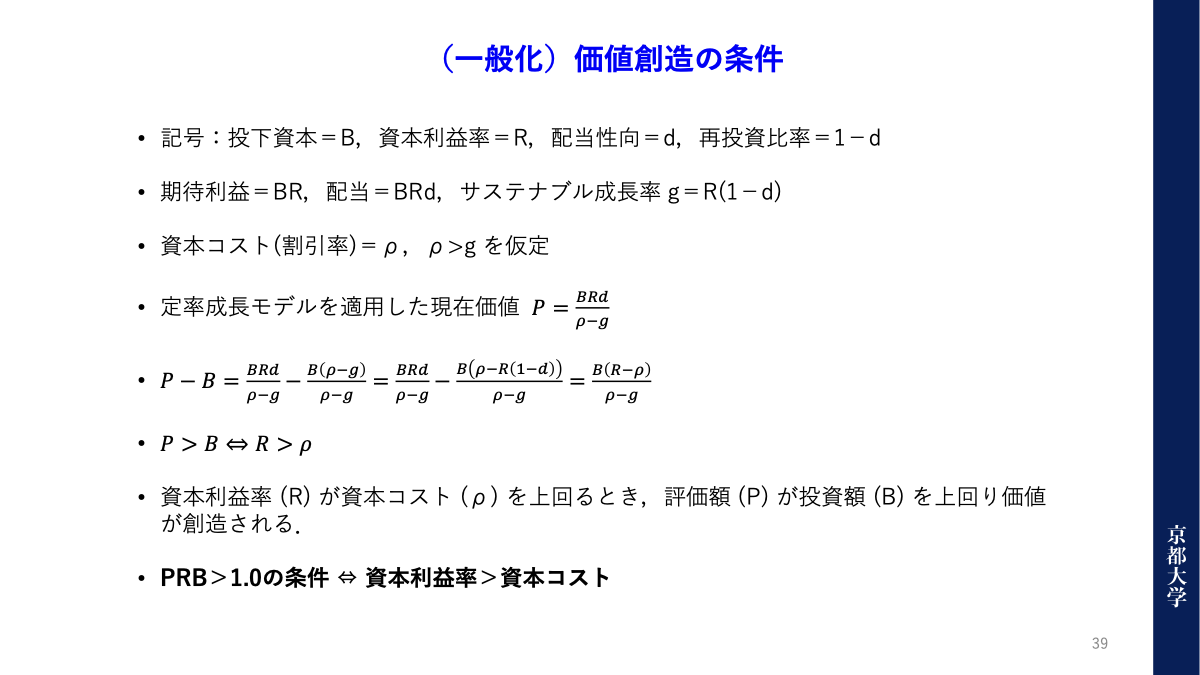 （一般化）価値創造の条件
• 記号：投下資本＝B，資本利益率＝R，配当性向＝d，再投資比率＝1－d
• 期待利益＝BR，配当＝BRd，サステナブル成長率 g＝R(1－d)
• 資本コスト(割引率)＝ρ，ρ>g を仮定
• 定率成長モデルを適用した現在価値 P = BRd/(ρ−g)
• P − B = BRd/(ρ−g) − B(ρ−g)/(ρ−g) = BRd/(ρ−g) − B(ρ−R(1−d))/(ρ−g) = B(R−ρ)/(ρ−g)
• P > B ⇔ R > ρ
• 資本利益率 (R) が資本コスト (ρ) を上回るとき，評価額 (P) が投資額 (B) を上回り価値
が創造される．
• PRB＞1.0の条件 ⇔ 資本利益率＞資本コスト
京都大学
39